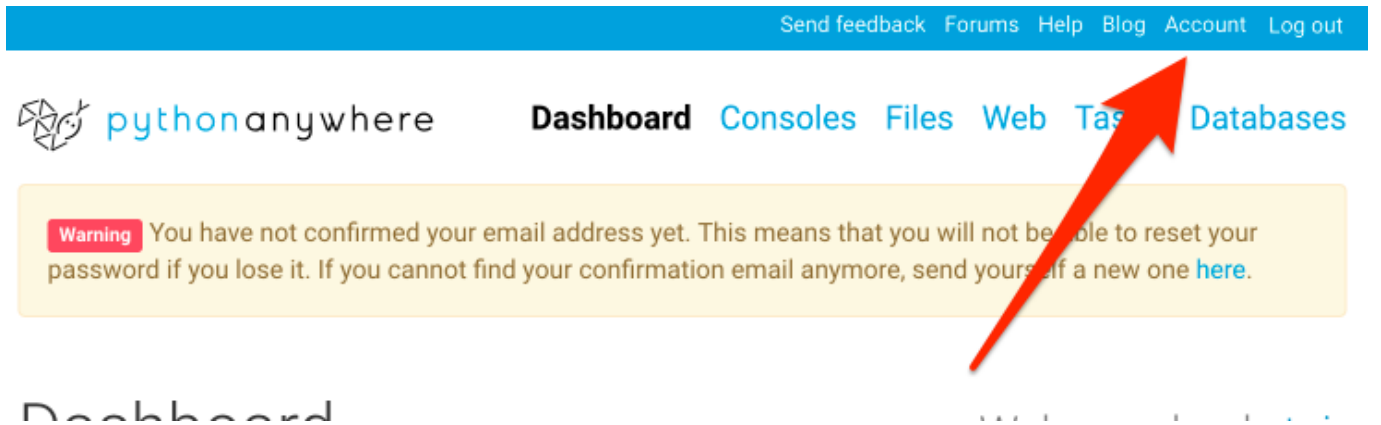 Send feedback Forums Help Blog Account Log out
pythonanywhere Dashboard Consoles Files Web Databases
Warning You have not confirmed your email address yet. This means that you will not be able to reset your
password if you lose it. If you cannot find your confirmation email anymore, send yourself a new one here.
Dashboard